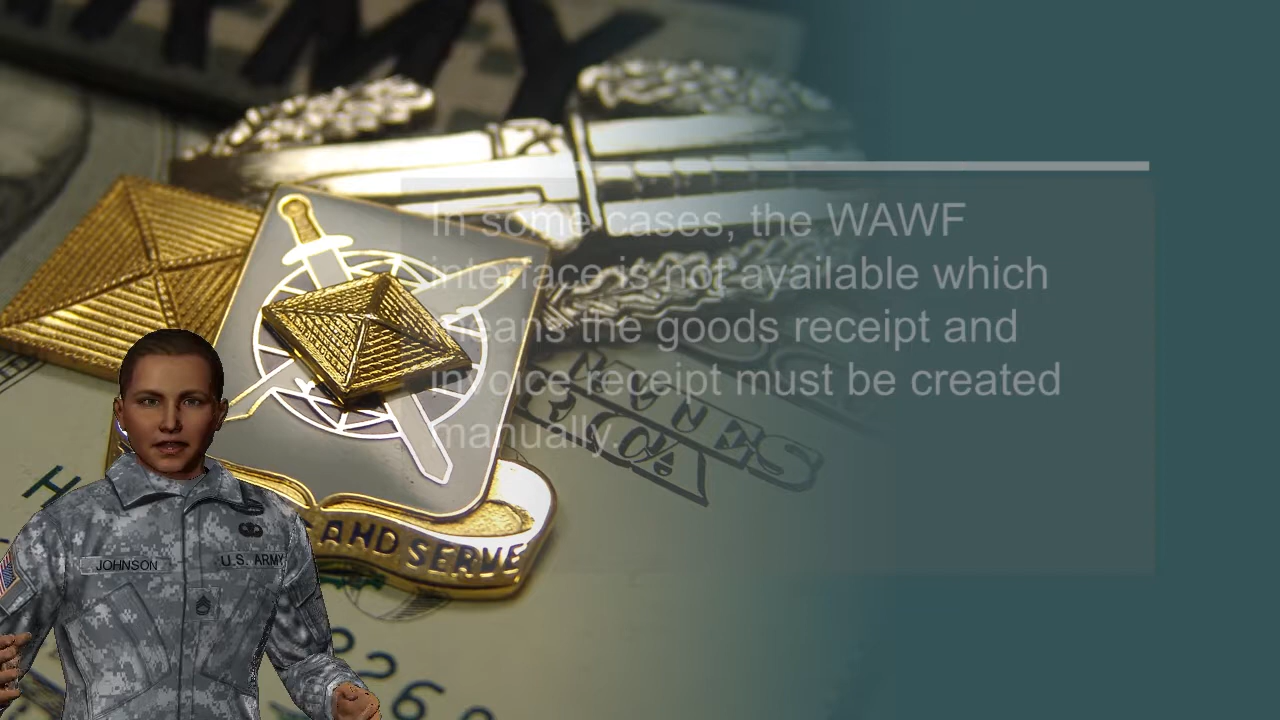 ARMY
In some cases, the WAWF
interface is not available which
means the goods receipt and
invoice receipt must be created
manually.
AND SERVE
JOHNSON
U.S. ARMY